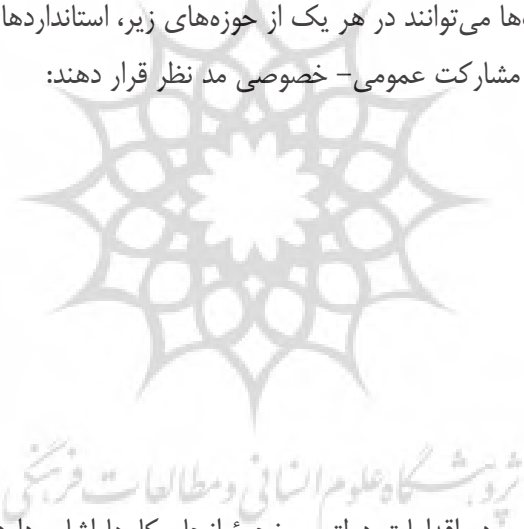 ها می‌توانند در هر یک از حوزه‌های زیر، استانداردها
مشارکت عمومی- خصوصی مد نظر قرار دهند:
پژوهشگاه علوم انسانی و مطالعات فرهنگی